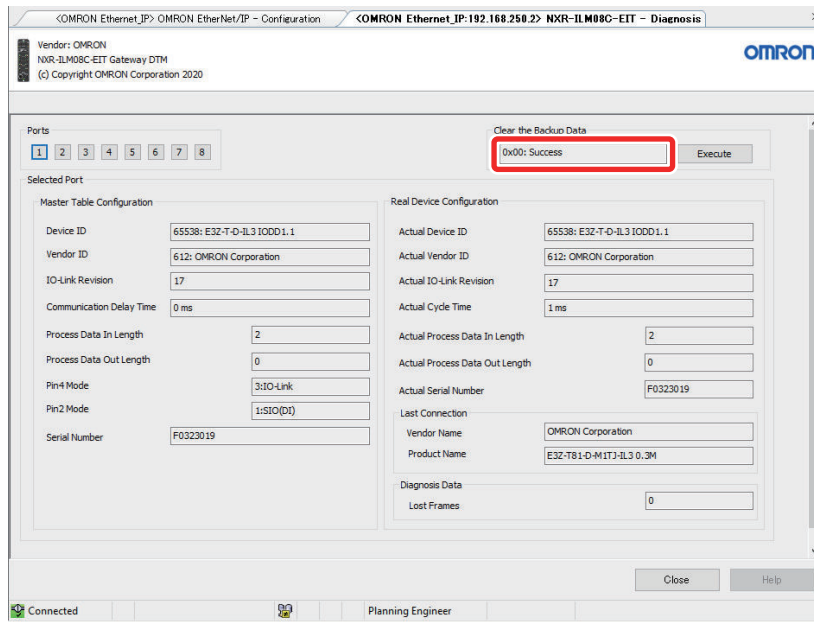 <OMRON Ethernet_IP> OMRON EtherNet/IP - Configuration
<OMRON Ethernet_IP:192.168.250.2> NXR-ILM08C-EIT - Diagnosis
Vendor: OMRON
NXR-ILM08C-EIT Gateway DTM
(c) Copyright OMRON Corporation 2020
OMRON
Ports
1 2 3 4 5 6 7 8
Clear the Backup Data
0x00: Success
Execute
Selected Port
Master Table Configuration
Device ID 65538: E3Z-T-D-IL3 IODD1.1
Vendor ID 612: OMRON Corporation
IO-Link Revision 17
Communication Delay Time 0 ms
Process Data In Length 2
Process Data Out Length 0
Pin4 Mode 3:IO-Link
Pin2 Mode 1:SIO(DI)
Serial Number F0323019
Real Device Configuration
Actual Device ID 65538: E3Z-T-D-IL3 IODD1.1
Actual Vendor ID 612: OMRON Corporation
Actual IO-Link Revision 17
Actual Cycle Time 1 ms
Actual Process Data In Length 2
Actual Process Data Out Length 0
Actual Serial Number F0323019
Last Connection
Vendor Name OMRON Corporation
Product Name E3Z-T81-D-M1TJ-IL3 0.3M
Diagnosis Data
Lost Frames 0
Close
Help
Connected
Planning Engineer